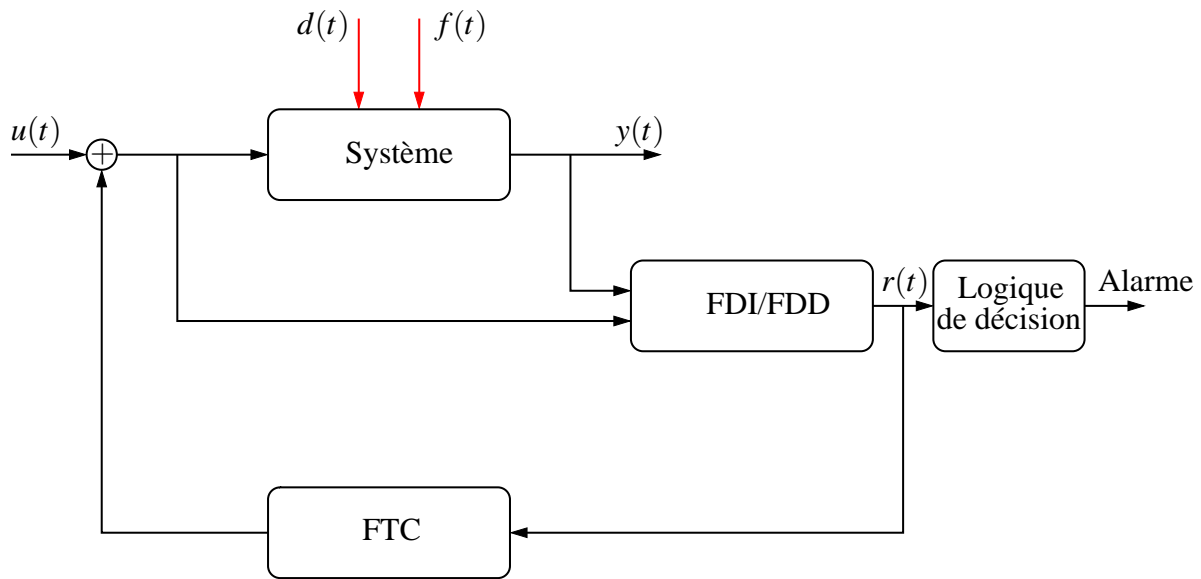 d(t) f(t)
u(t)
+
Système
y(t)
FDI/FDD
r(t)
Logique
de décision
Alarme
FTC